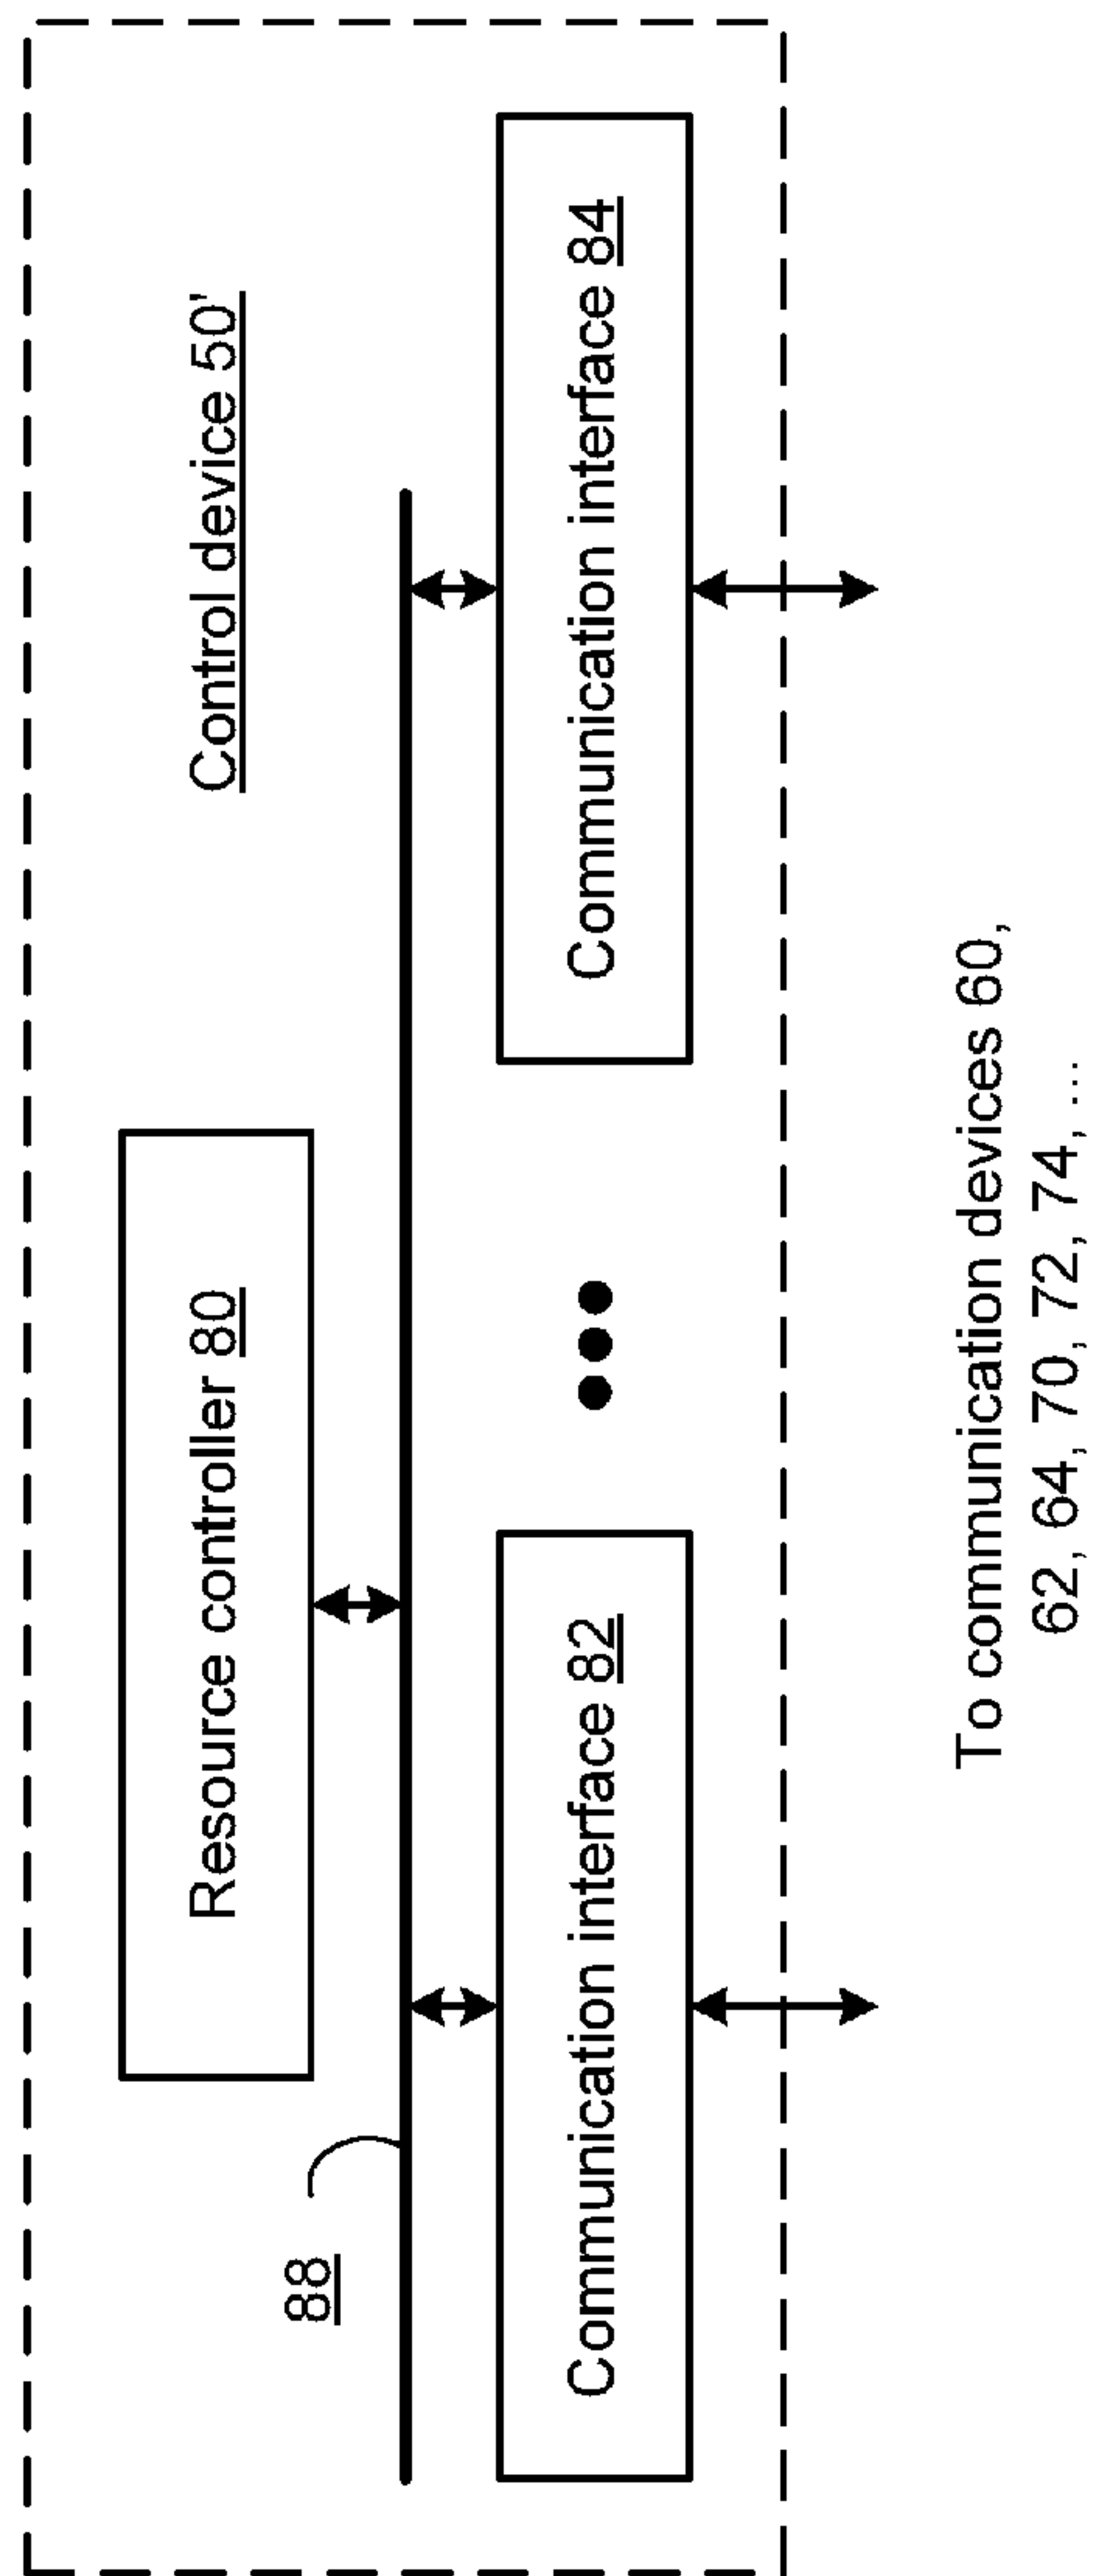 Control device 50'
Resource controller 80
88
Communication interface 82
Communication interface 84
To communication devices 60,
62, 64, 70, 72, 74, ...